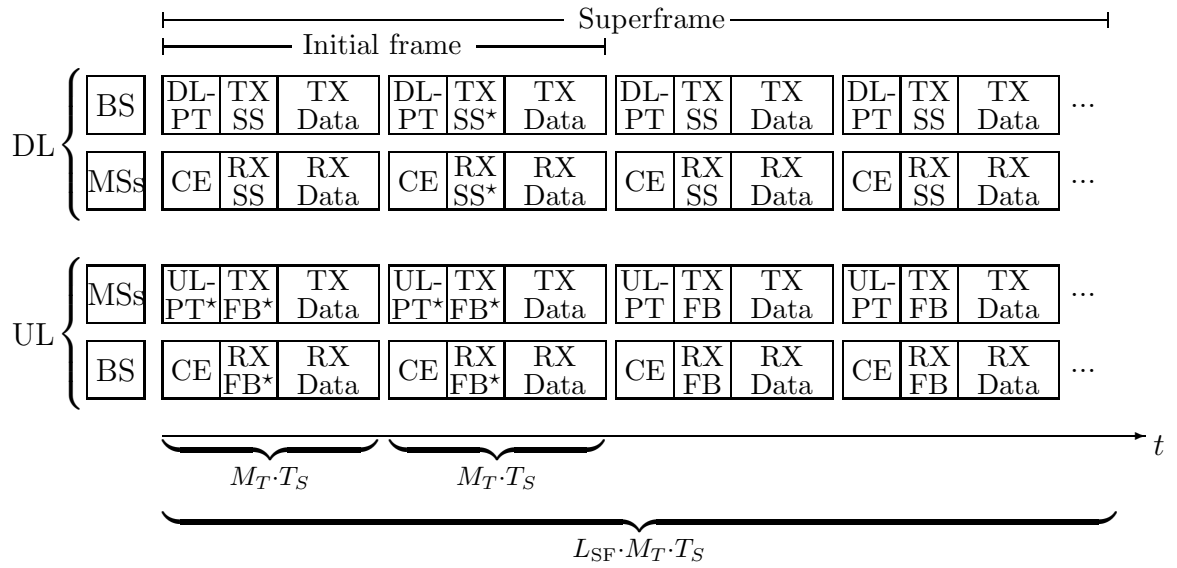 Superframe
Initial frame
DL
BS
DL-PT
TX SS
TX Data
DL-PT
TX SS⋆
TX Data
DL-PT
TX SS
TX Data
DL-PT
TX SS
TX Data
...
MSs
CE
RX SS
RX Data
CE
RX SS⋆
RX Data
CE
RX SS
RX Data
CE
RX SS
RX Data
...
UL
MSs
UL-PT⋆
TX FB⋆
TX Data
UL-PT⋆
TX FB⋆
TX Data
UL-PT
TX FB
TX Data
UL-PT
TX FB
TX Data
...
BS
CE
RX FB⋆
RX Data
CE
RX FB⋆
RX Data
CE
RX FB
RX Data
CE
RX FB
RX Data
...
t
M_T·T_S
M_T·T_S
L_SF·M_T·T_S